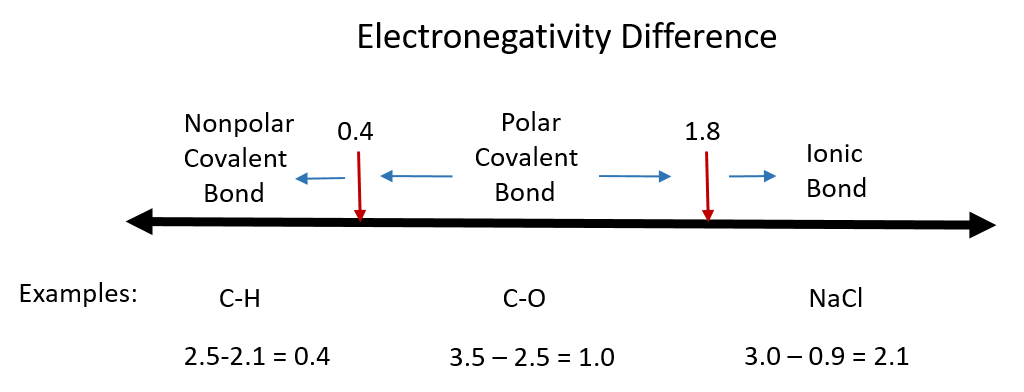 Electronegativity Difference
Nonpolar
Covalent
Bond
0.4
Polar
Covalent
Bond
1.8
Ionic
Bond
Examples:
C-H
C-O
NaCl
2.5-2.1 = 0.4
3.5 – 2.5 = 1.0
3.0 – 0.9 = 2.1